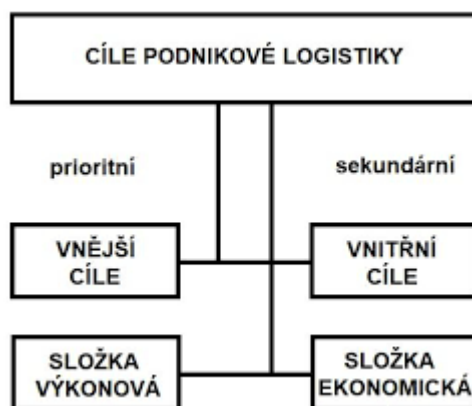 CÍLE PODNIKOVÉ LOGISTIKY
prioritní
sekundární
VNĚJŠÍ
CÍLE
VNITŘNÍ
CÍLE
SLOŽKA
VÝKONOVÁ
SLOŽKA
EKONOMICKÁ